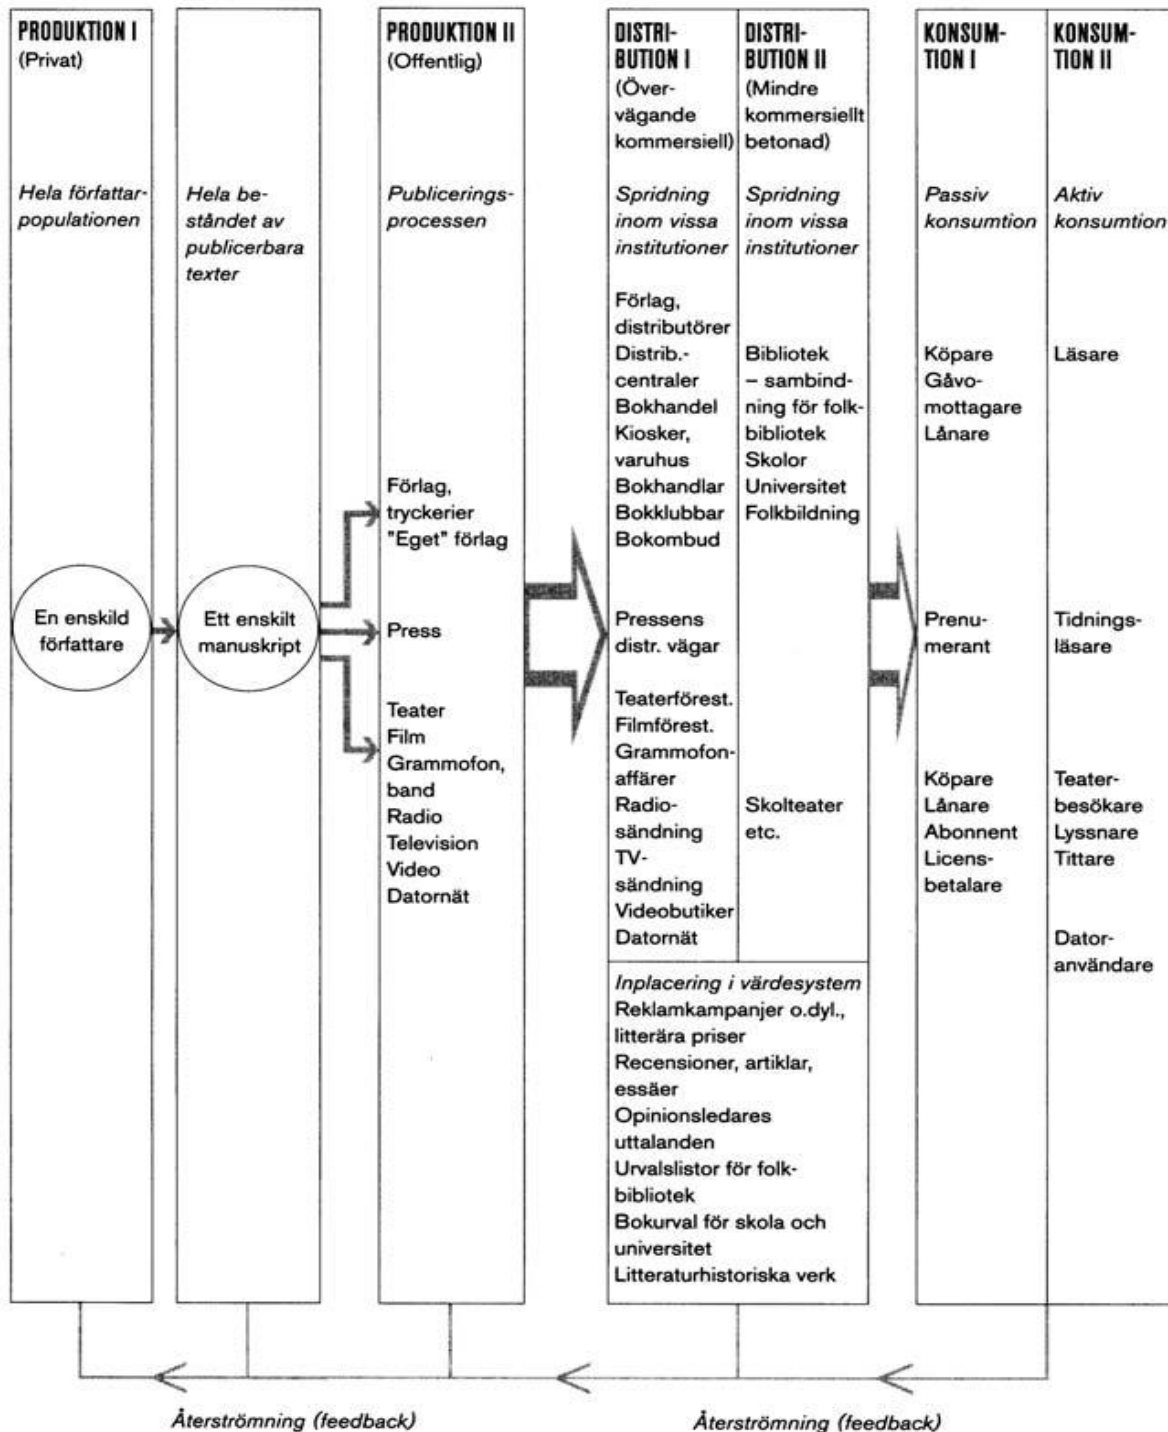 PRODUKTION I
(Privat)
Hela författar-
populationen
En enskild
författare
Hela be-
ståndet av
publicerbara
texter
Ett enskilt
manuskript
PRODUKTION II
(Offentlig)
Publicerings-
processen
Förlag,
tryckerier
"Eget" förlag
Press
Teater
Film
Grammofon,
band
Radio
Television
Video
Datornät
DISTRI-
BUTION I
(Över-
vägande
kommersiell)
Spridning
inom vissa
institutioner
Förlag,
distributörer
Distrib.-
centraler
Bokhandel
Kiosker,
varuhus
Bokhandlar
Bokklubbar
Bokombud
Pressens
distr. vägar
Teaterförest.
Filmförest.
Grammofon-
affärer
Radio-
sändning
TV-
sändning
Videobutiker
Datornät
DISTRI-
BUTION II
(Mindre
kommersiellt
betonad)
Spridning
inom vissa
institutioner
Bibliotek
– sambind-
ning för folk-
bibliotek
Skolor
Universitet
Folkbildning
Skolteater
etc.
Inplacering i värdesystem
Reklamkampanjer o.dyl.,
litterära priser
Recensioner, artiklar,
essäer
Opinionsledares
uttalanden
Urvalslistor för folk-
bibliotek
Bokurval för skola och
universitet
Litteraturhistoriska verk
KONSUM-
TION I
Passiv
konsumtion
Köpare
Gåvo-
mottagare
Lånare
Prenu-
merant
Köpare
Lånare
Abonnent
Licens-
betalare
KONSUM-
TION II
Aktiv
konsumtion
Läsare
Tidnings-
läsare
Teater-
besökare
Lyssnare
Tittare
Dator-
användare
Återströmning (feedback)
Återströmning (feedback)